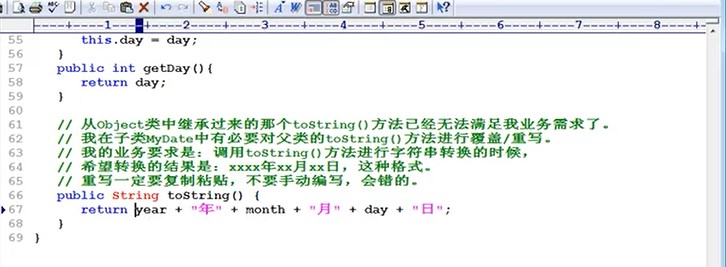 ----+----1----+----2----+----3----+----4----+----5----+----6----+----7----+----8----+--
55 this.day = day;
56 }
57 public int getDay(){
58 return day;
59 }
60
61 // 从Object类中继承过来的那个toString()方法已经无法满足我业务需求了。
62 // 我在子类MyDate中有必要对父类的toString()方法进行覆盖/重写。
63 // 我的业务要求是：调用toString()方法进行字符串转换的时候，
64 // 希望转换的结果是：xxxx年xx月xx日，这种格式。
65 // 重写一定要复制粘贴，不要手动编写，会错的。
66 public String toString() {
67 return year + "年" + month + "月" + day + "日";
68 }
69 }